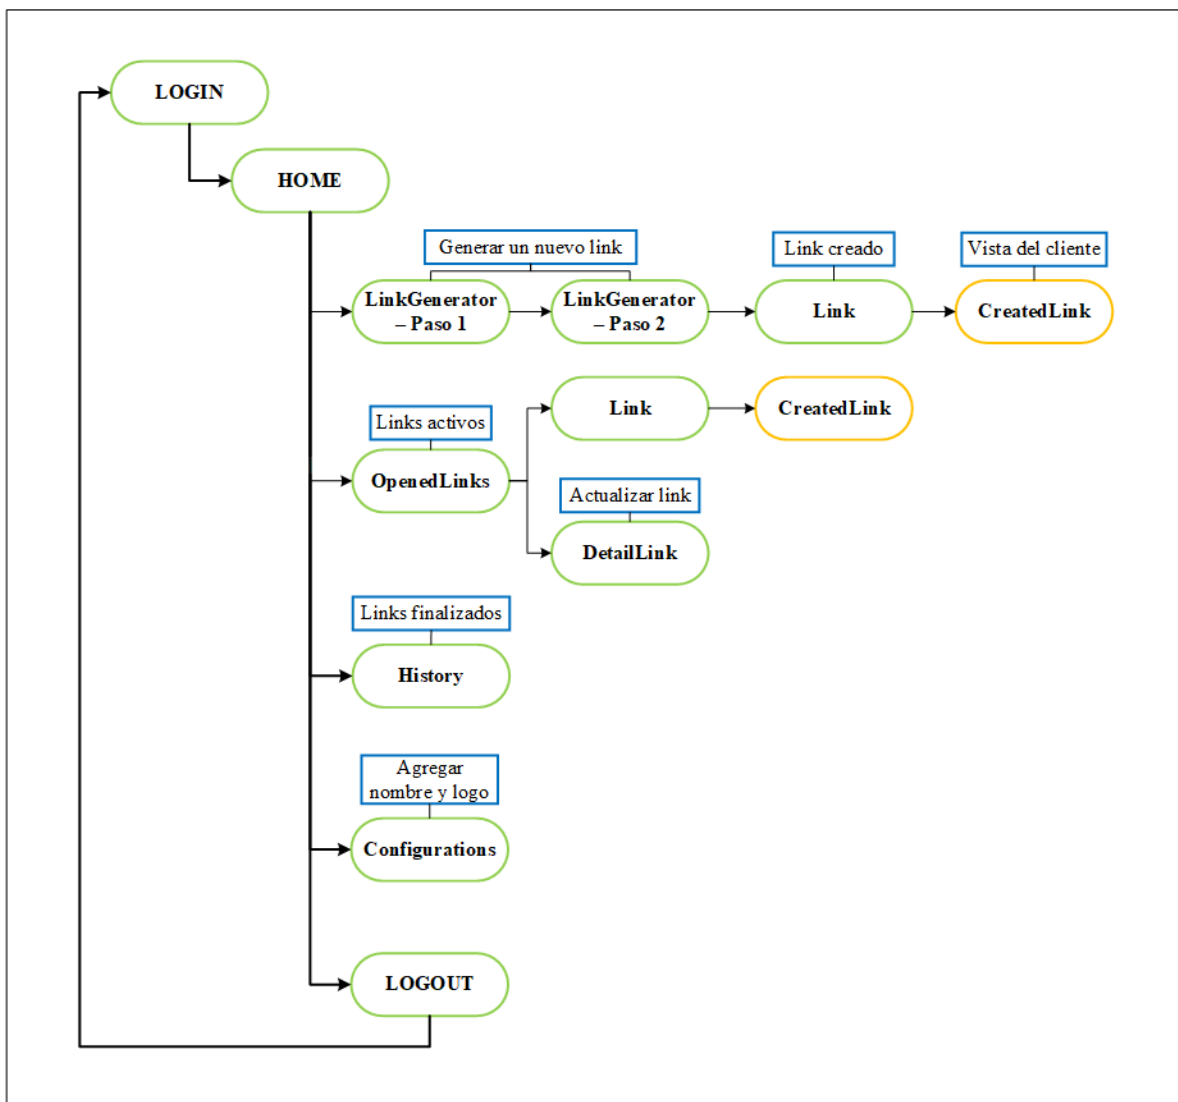 LOGIN
HOME
Generar un nuevo link
Link creado
Vista del cliente
LinkGenerator
– Paso 1
LinkGenerator
– Paso 2
Link
CreatedLink
Link
CreatedLink
Links activos
OpenedLinks
Actualizar link
DetailLink
Links finalizados
History
Agregar
nombre y logo
Configurations
LOGOUT